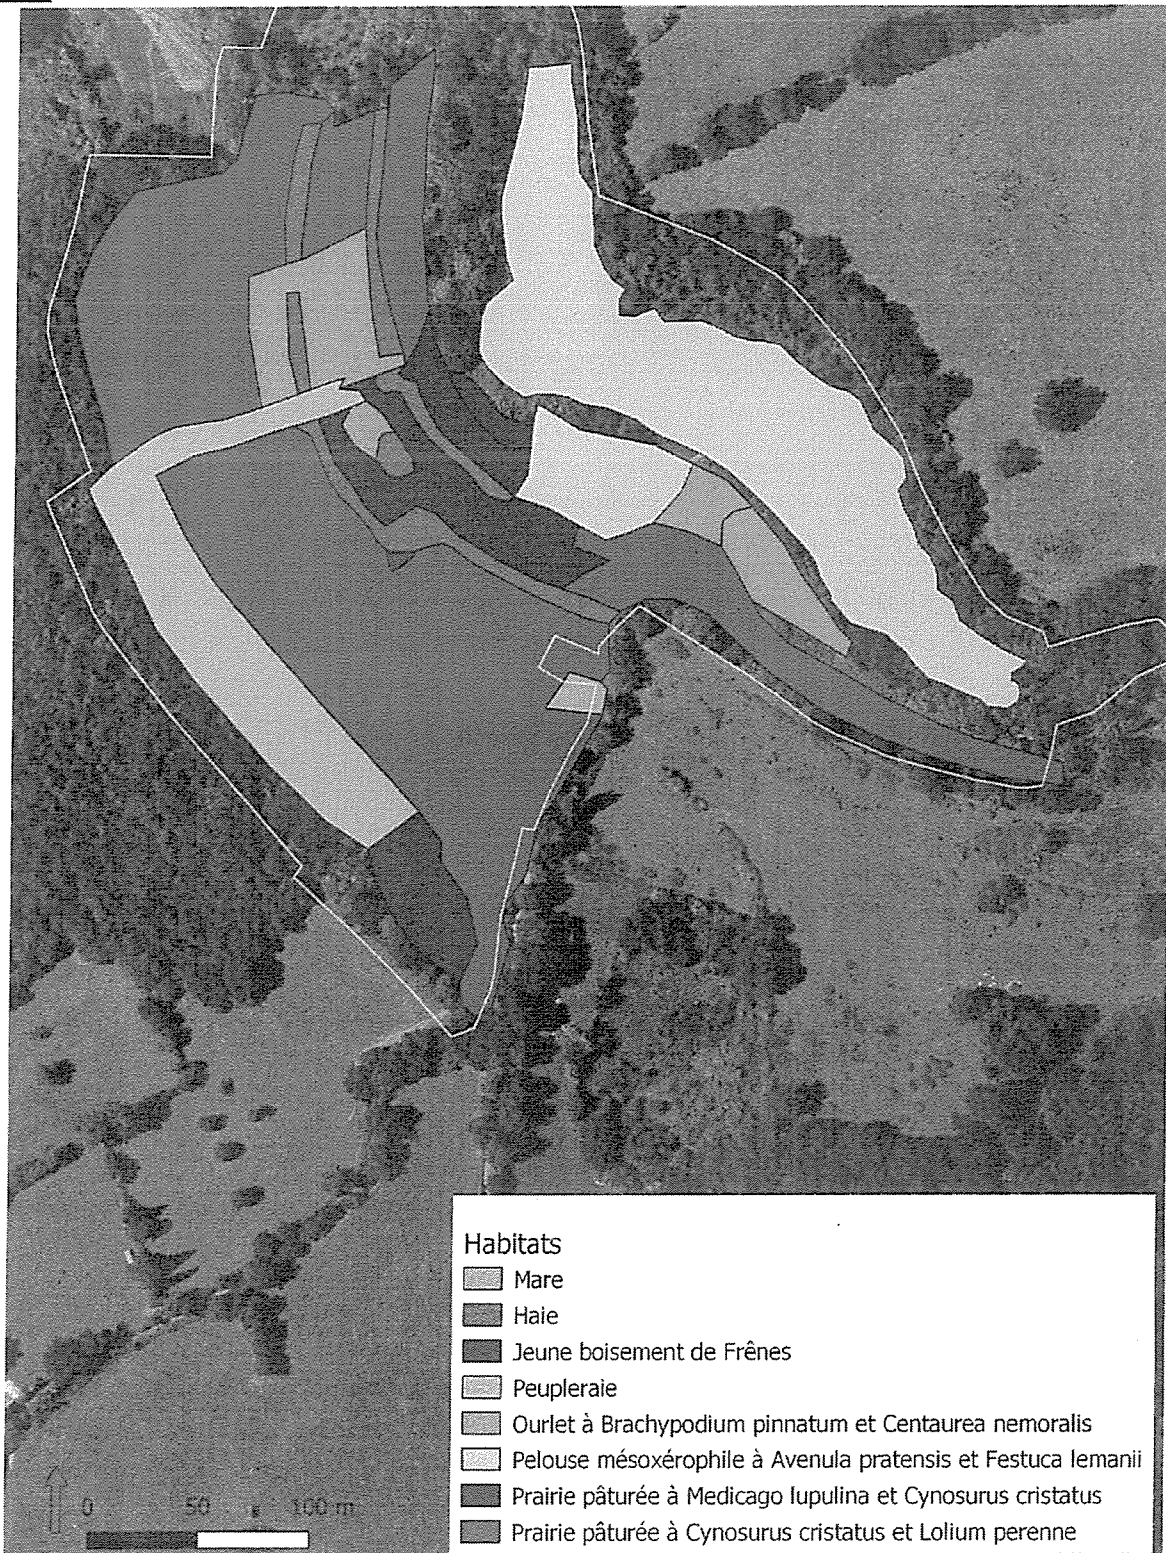 Habitats
Mare
Haie
Jeune boisement de Frênes
Peupleraie
Ourlet à Brachypodium pinnatum et Centaurea nemoralis
Pelouse mésoxérophile à Avenula pratensis et Festuca lemanii
Prairie pâturée à Medicago lupulina et Cynosurus cristatus
Prairie pâturée à Cynosurus cristatus et Lolium perenne
0 50 100 m